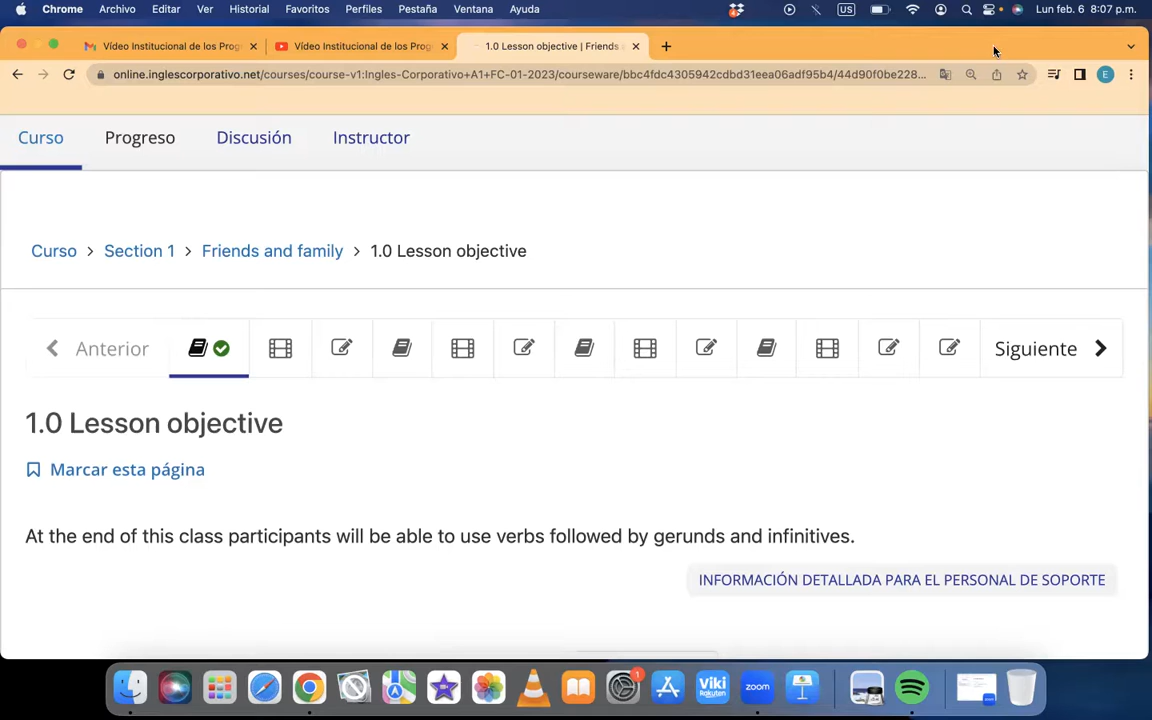 Chrome Archivo Editar Ver Historial Favoritos Perfiles Pestaña Ventana Ayuda US Lun feb. 6 8:07 p.m.
Vídeo Institucional de los Prog Vídeo Institucional de los Prog 1.0 Lesson objective | Friends
online.inglescorporativo.net/courses/course-v1:Ingles-Corporativo+A1+FC-01-2023/courseware/bbc4fdc4305942cdbd31eea06adf95b4/44d90f0be228... E
Curso Progreso Discusión Instructor
Curso > Section 1 > Friends and family > 1.0 Lesson objective
Anterior Siguiente
1.0 Lesson objective
Marcar esta página
At the end of this class participants will be able to use verbs followed by gerunds and infinitives.
INFORMACIÓN DETALLADA PARA EL PERSONAL DE SOPORTE
1
Viki
Rakuten
zoom